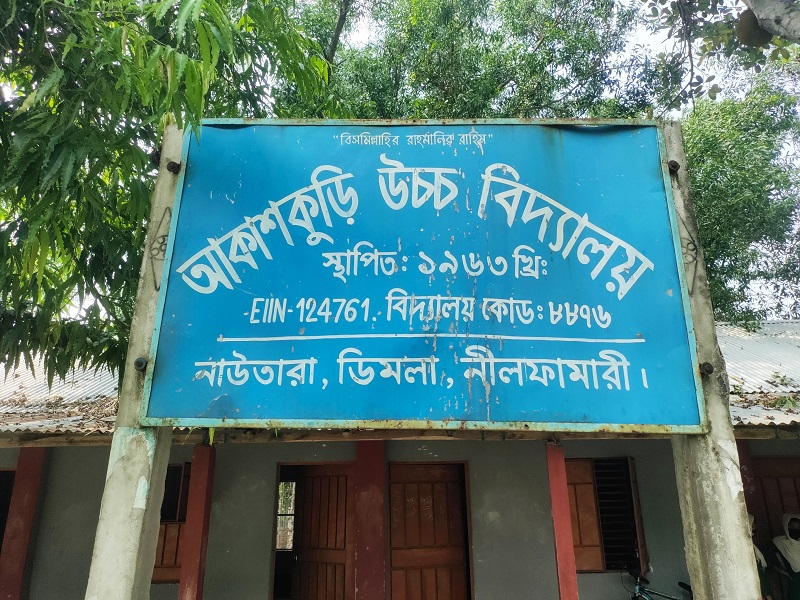 "বিসমিল্লাহির রাহমানির রাহিম"
আকাশকুড়ি উচ্চ বিদ্যালয়
স্থাপিত: ১৯৬৩ খ্রিঃ
EIIN-124761. বিদ্যালয় কোড: ৮৮৭৬
নাউতারা, ডিমলা, নীলফামারী।